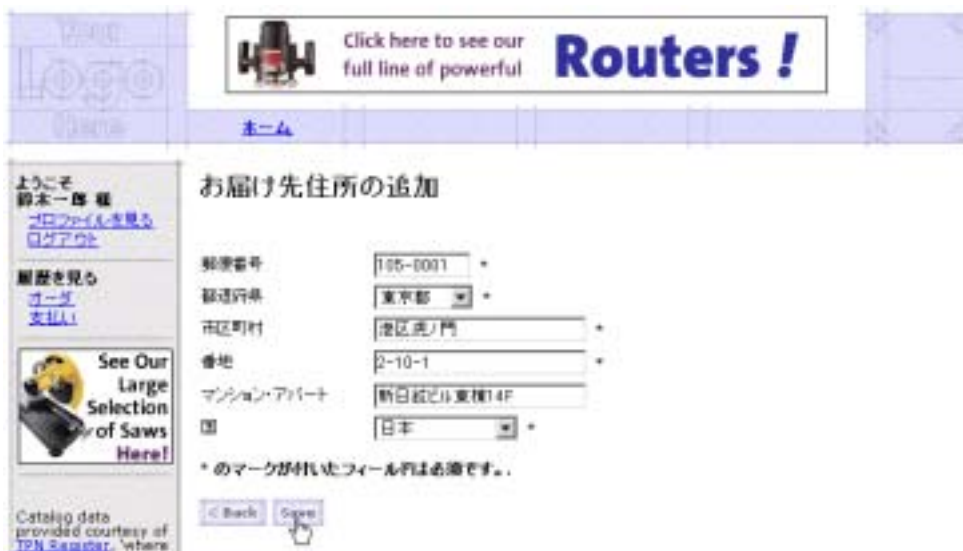 Your
Logo
Here
Click here to see our
full line of powerful
Routers !
ホーム
ようこそ
鈴木一郎 様
プロファイルを見る
ログアウト
履歴を見る
オーダ
支払い
See Our
Large
Selection
of Saws
Here!
Catalog data
provided courtesy of
TPN Register, 'where
お届け先住所の追加
郵便番号 105-0001 *
都道府県 東京都 *
市区町村 港区虎ノ門 *
番地 2-10-1 *
マンション・アパート 新日鉱ビル東棟14F
国 日本 *
* のマークが付いたフィールドは必須です。.
< Back Save